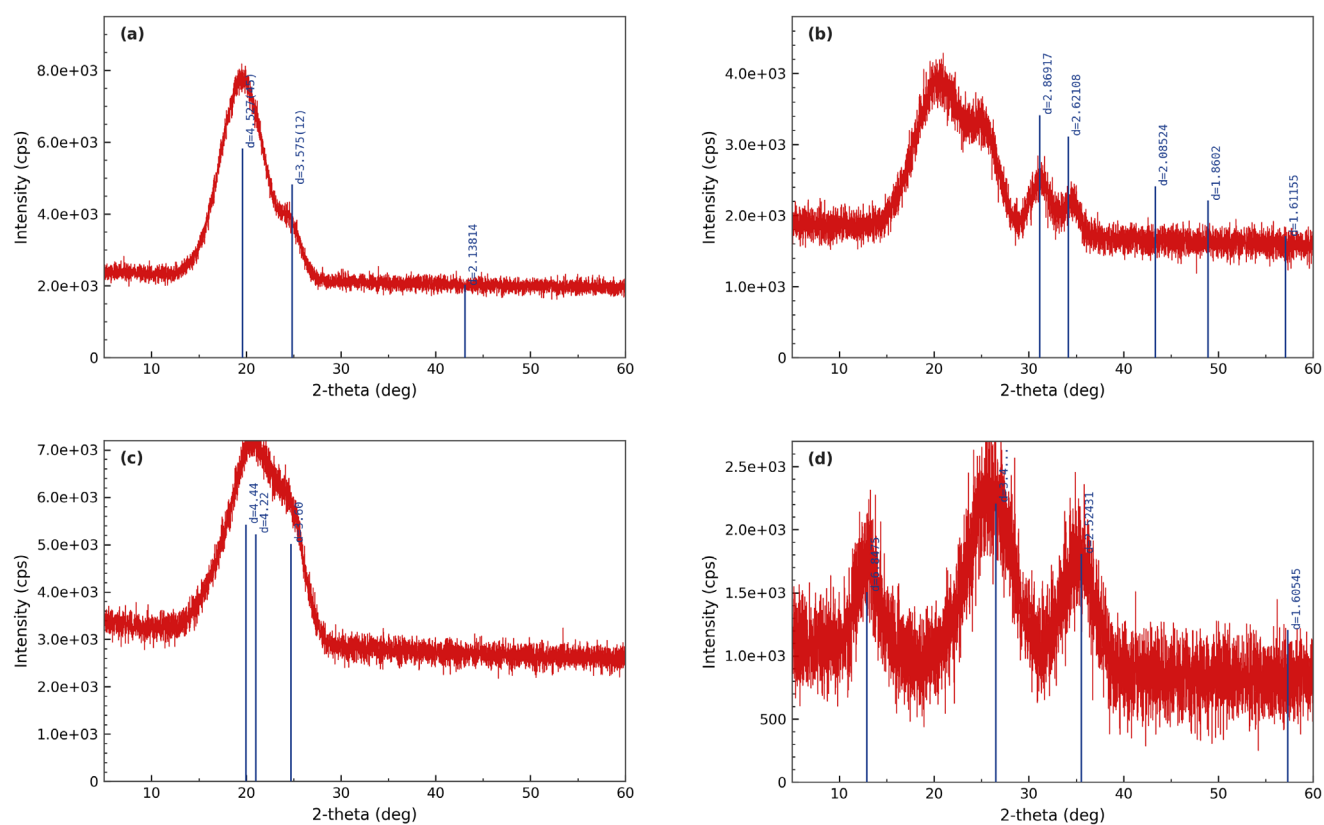 (a)
Intensity (cps)
8.0e+03
6.0e+03
4.0e+03
2.0e+03
0
d=3.575(12)
d=2.13814
10 20 30 40 50 60
2-theta (deg)
(b)
Intensity (cps)
4.0e+03
3.0e+03
2.0e+03
1.0e+03
0
d=2.86917
d=2.62108
d=2.08524
d=1.8602
d=1.61155
10 20 30 40 50 60
2-theta (deg)
(c)
Intensity (cps)
7.0e+03
6.0e+03
5.0e+03
4.0e+03
3.0e+03
2.0e+03
1.0e+03
0
d=4.44
d=4.22
d=3.60
10 20 30 40 50 60
2-theta (deg)
(d)
Intensity (cps)
2.5e+03
2.0e+03
1.5e+03
1.0e+03
500
0
d=6.8475
d=3.4...
d=2.52431
d=1.60545
10 20 30 40 50 60
2-theta (deg)